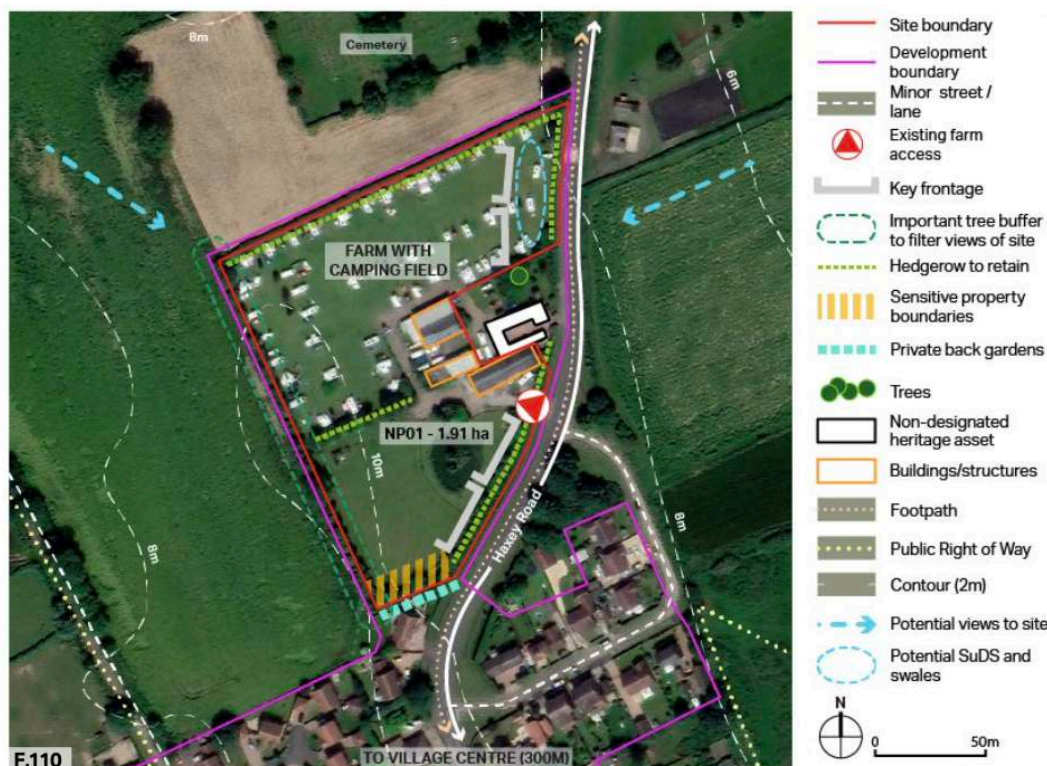 8m
Cemetery
6m
FARM WITH
CAMPING FIELD
NP01 - 1.91 ha
10m
8m
Haxey Road
8m
TO VILLAGE CENTRE (300M)
F.110
Site boundary
Development
boundary
Minor street /
lane
Existing farm
access
Key frontage
Important tree buffer
to filter views of site
Hedgerow to retain
Sensitive property
boundaries
Private back gardens
Trees
Non-designated
heritage asset
Buildings/structures
Footpath
Public Right of Way
Contour (2m)
Potential views to site
Potential SuDS and
swales
N
0 50m